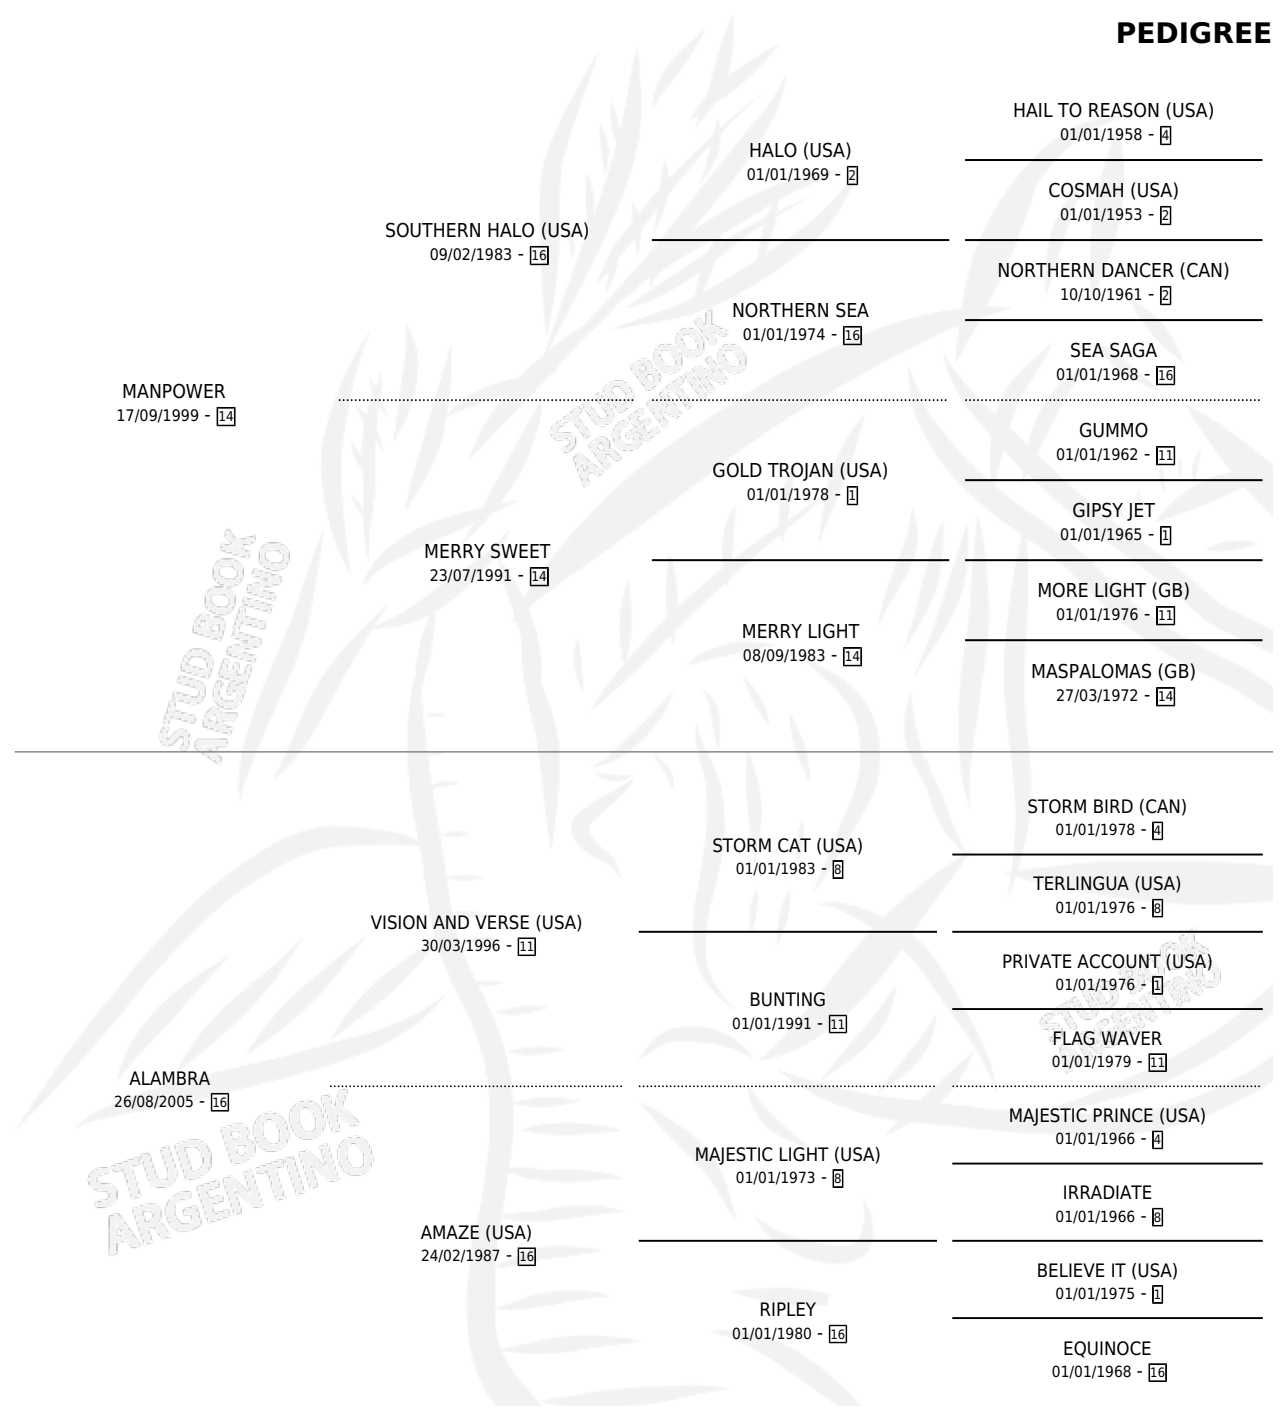 PEDIGREE
HAIL TO REASON (USA)
01/01/1958 - 4
HALO (USA)
01/01/1969 - 2
COSMAH (USA)
01/01/1953 - 2
SOUTHERN HALO (USA)
09/02/1983 - 16
NORTHERN DANCER (CAN)
10/10/1961 - 2
NORTHERN SEA
01/01/1974 - 16
SEA SAGA
01/01/1968 - 16
MANPOWER
17/09/1999 - 14
STUD BOOK
ARGENTINO
GUMMO
01/01/1962 - 11
GOLD TROJAN (USA)
01/01/1978 - 1
GIPSY JET
01/01/1965 - 1
MERRY SWEET
23/07/1991 - 14
MORE LIGHT (GB)
01/01/1976 - 11
MERRY LIGHT
08/09/1983 - 14
MASPALOMAS (GB)
27/03/1972 - 14
STUD BOOK
ARGENTINO
STORM BIRD (CAN)
01/01/1978 - 4
STORM CAT (USA)
01/01/1983 - 8
TERLINGUA (USA)
01/01/1976 - 8
VISION AND VERSE (USA)
30/03/1996 - 11
PRIVATE ACCOUNT (USA)
01/01/1976 - 1
BUNTING
01/01/1991 - 11
STUD BOOK
ARGENTINO
FLAG WAVER
01/01/1979 - 11
ALAMBRA
26/08/2005 - 16
MAJESTIC PRINCE (USA)
01/01/1966 - 4
MAJESTIC LIGHT (USA)
01/01/1973 - 8
IRRADIATE
01/01/1966 - 8
STUD BOOK
ARGENTINO
AMAZE (USA)
24/02/1987 - 16
BELIEVE IT (USA)
01/01/1975 - 1
RIPLEY
01/01/1980 - 16
EQUINOCE
01/01/1968 - 16